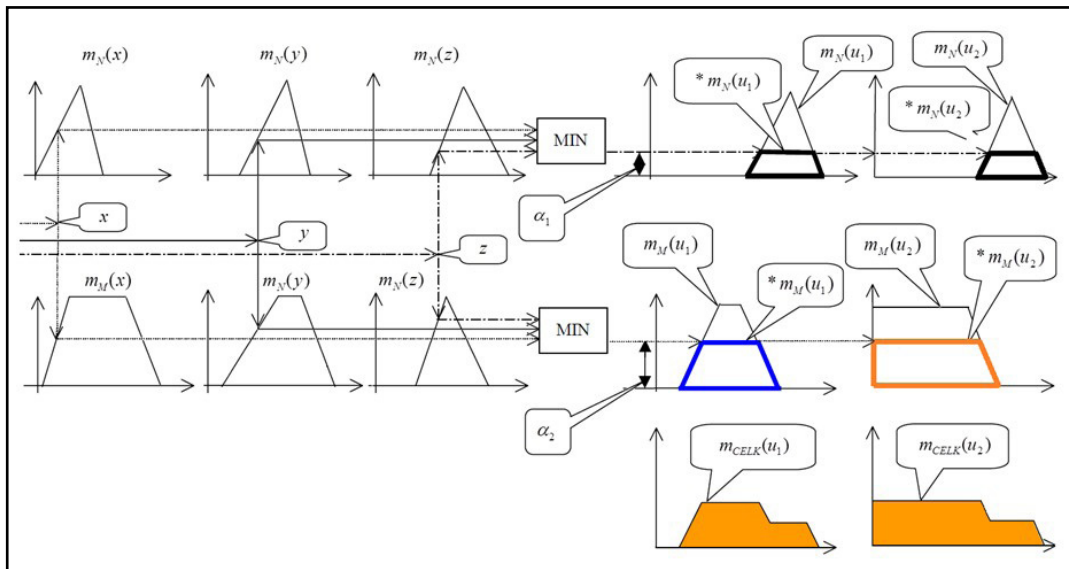 m_N(x)
m_N(y)
m_N(z)
* m_N(u_1)
m_N(u_1)
m_N(u_2)
* m_N(u_2)
MIN
α_1
x
y
z
m_M(x)
m_N(y)
m_N(z)
m_M(u_1)
* m_M(u_1)
m_M(u_2)
* m_M(u_2)
MIN
α_2
m_CELK(u_1)
m_CELK(u_2)